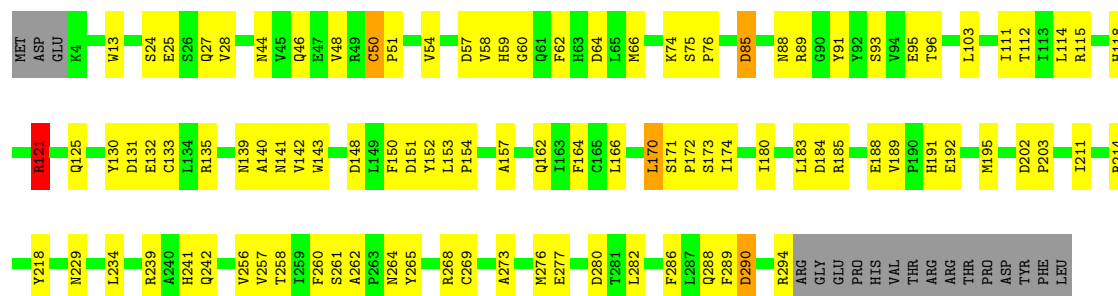 MET ASP GLU K4 W13 S24 E25 S26 Q27 V28 N44 V45 Q46 E47 V48 R49 C50 P51 V54 D57 V58 H59 G60 Q61 F62 H63 D64 L65 M66 K74 S75 P76 D85 N88 R89 G90 Y91 Y92 S93 V94 E95 T96 L103 I111 T112 I113 L114 R115 H118
R121 Q125 Y130 D131 E132 C133 L134 R135 N139 A140 N141 V142 W143 D148 L149 F150 D151 Y152 L153 P154 A157 Q162 I163 F164 C165 L166 L170 S171 P172 S173 I174 I180 L183 D184 R185 E188 V189 P190 H191 E192 M195 D202 P203 I211 R214
Y218 N229 L234 R239 A240 H241 Q242 V256 V257 T258 I259 F260 S261 A262 P263 N264 Y265 R268 C269 A273 M276 E277 D280 T281 L282 F286 L287 Q288 F289 D290 R294 ARG GLY GLU PRO HIS VAL THR ARG ARG THR PRO ASP TYR PHE LEU